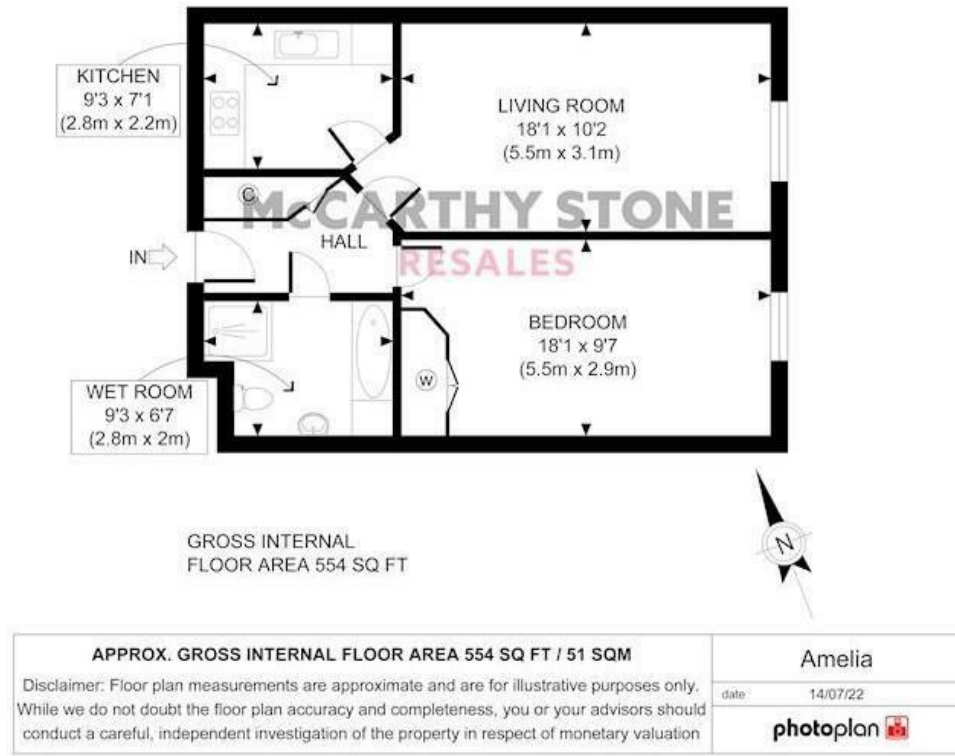 KITCHEN
9'3 x 7'1
(2.8m x 2.2m)
LIVING ROOM
18'1 x 10'2
(5.5m x 3.1m)
C
McCARTHY STONE
RESALES
HALL
IN
BEDROOM
18'1 x 9'7
(5.5m x 2.9m)
W
WET ROOM
9'3 x 6'7
(2.8m x 2m)
N
GROSS INTERNAL
FLOOR AREA 554 SQ FT
APPROX. GROSS INTERNAL FLOOR AREA 554 SQ FT / 51 SQM
Disclaimer: Floor plan measurements are approximate and are for illustrative purposes only.
While we do not doubt the floor plan accuracy and completeness, you or your advisors should
conduct a careful, independent investigation of the property in respect of monetary valuation
Amelia
date 14/07/22
photoplan